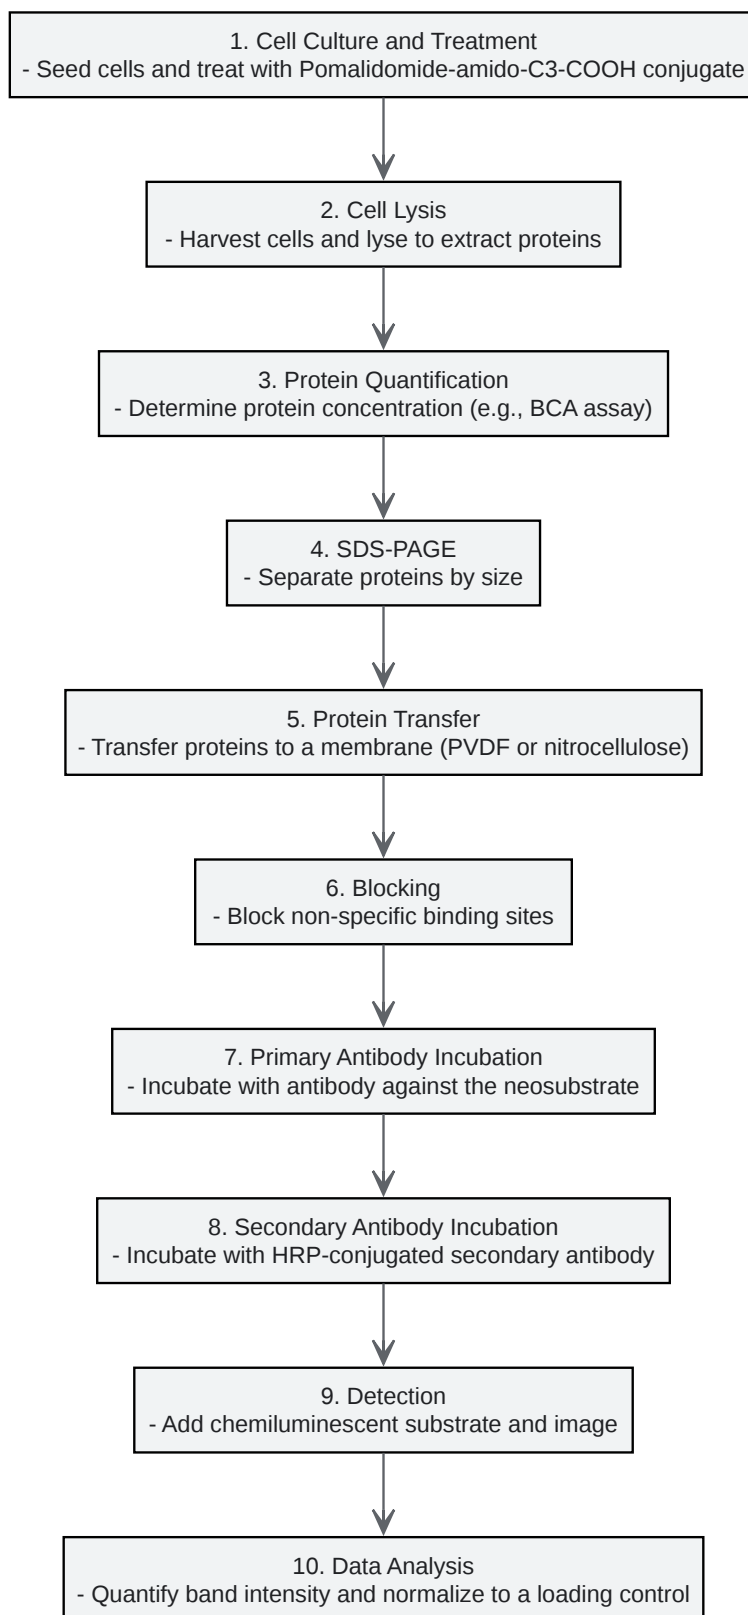 1. Cell Culture and Treatment
- Seed cells and treat with Pomalidomide-amido-C3-COOH conjugate
2. Cell Lysis
- Harvest cells and lyse to extract proteins
3. Protein Quantification
- Determine protein concentration (e.g., BCA assay)
4. SDS-PAGE
- Separate proteins by size
5. Protein Transfer
- Transfer proteins to a membrane (PVDF or nitrocellulose)
6. Blocking
- Block non-specific binding sites
7. Primary Antibody Incubation
- Incubate with antibody against the neosubstrate
8. Secondary Antibody Incubation
- Incubate with HRP-conjugated secondary antibody
9. Detection
- Add chemiluminescent substrate and image
10. Data Analysis
- Quantify band intensity and normalize to a loading control